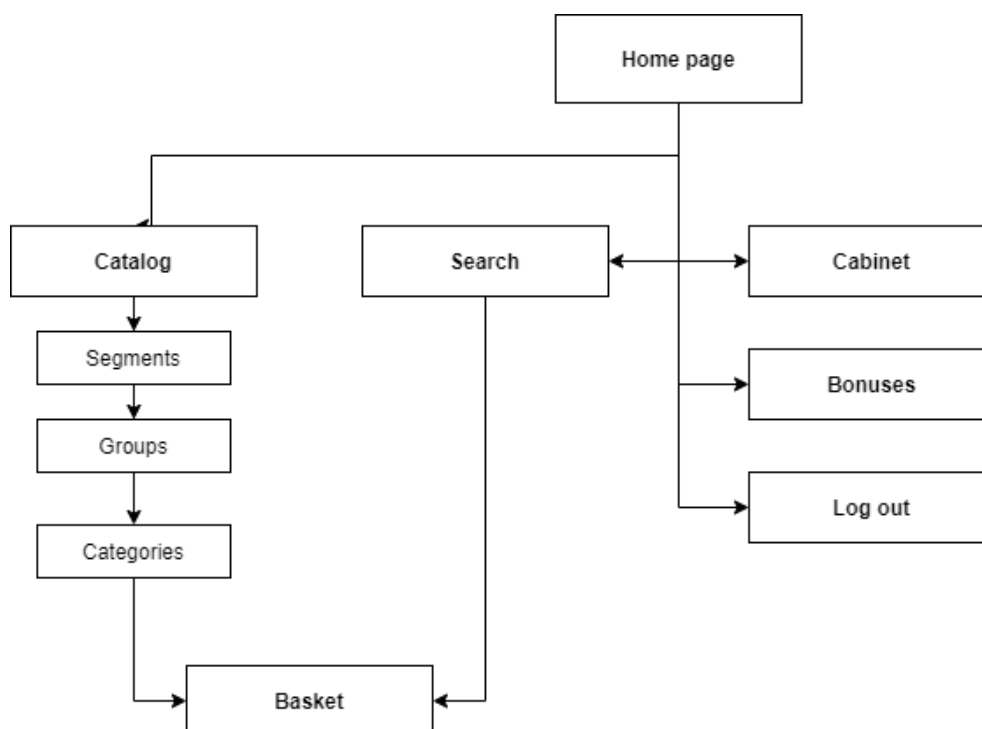 Home page
Catalog
Search
Cabinet
Segments
Bonuses
Groups
Log out
Categories
Basket